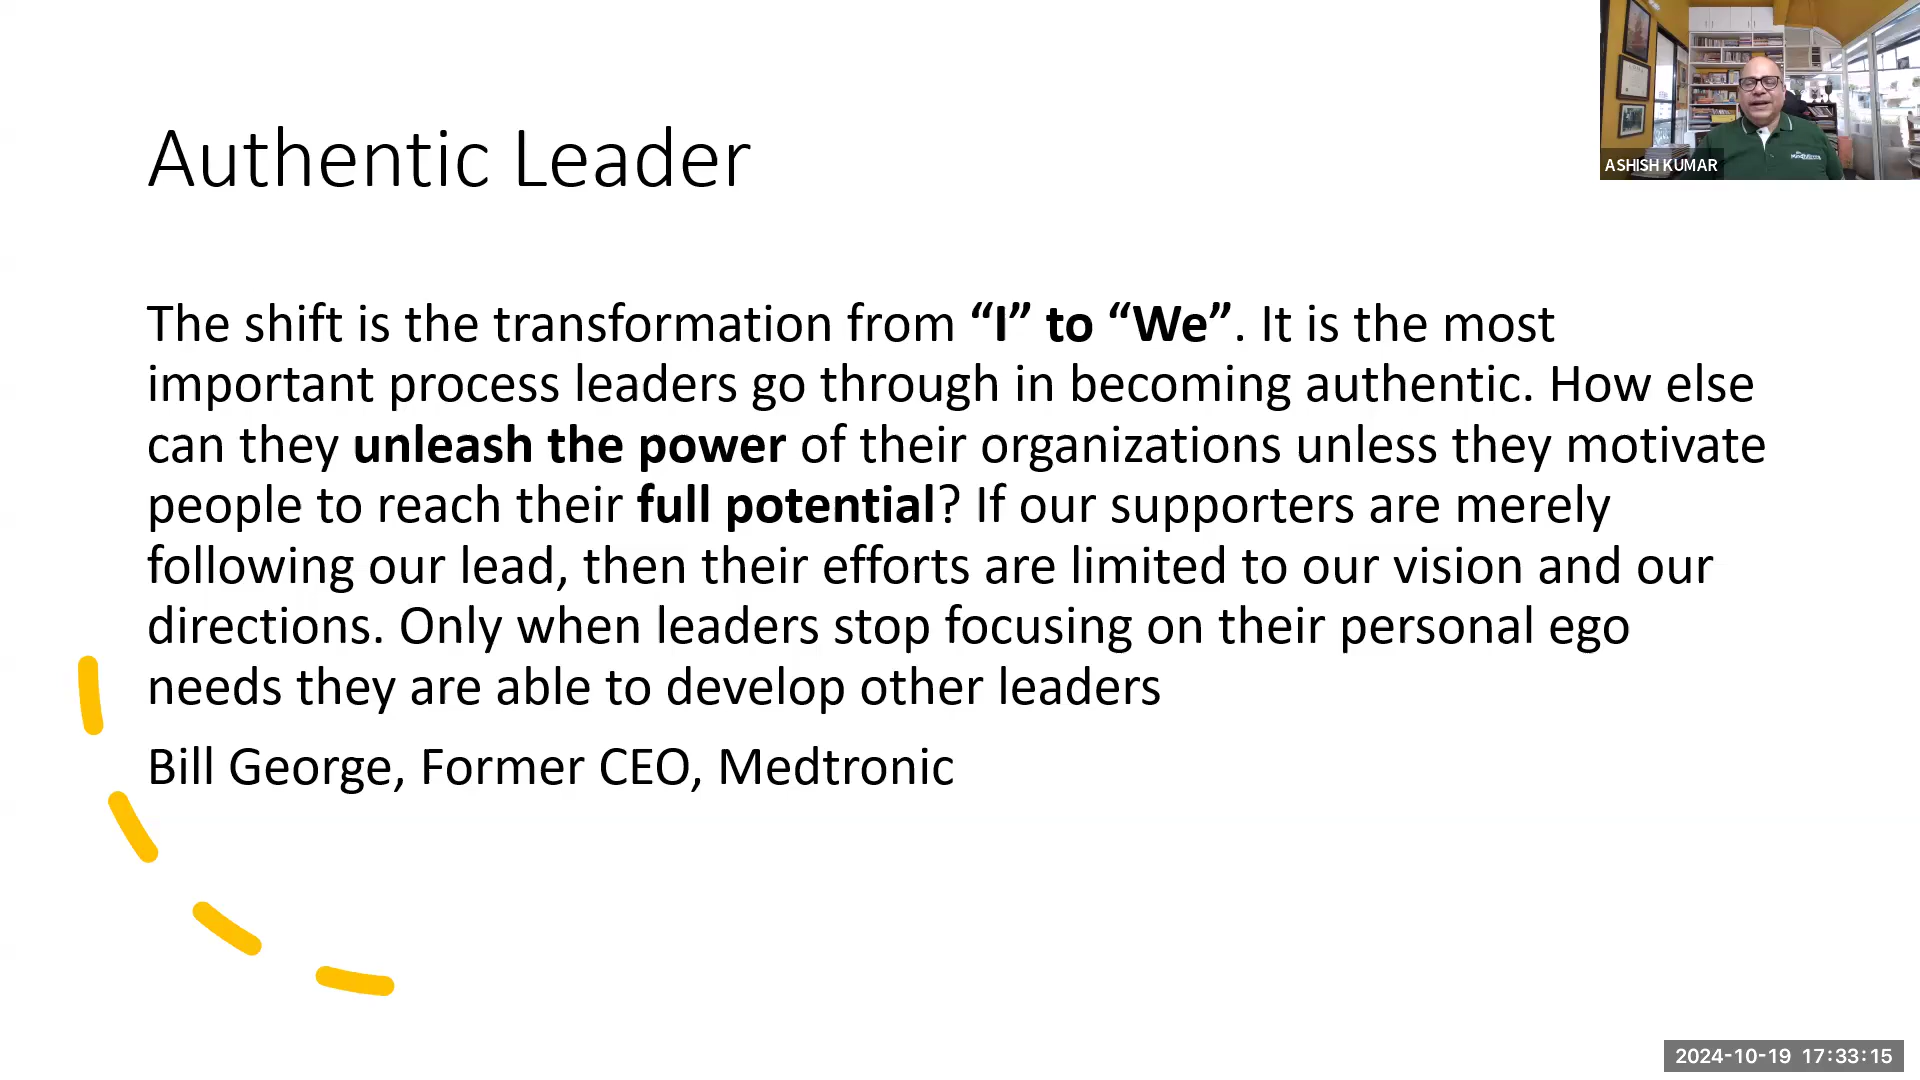 Authentic Leader
The shift is the transformation from “I” to “We”. It is the most
important process leaders go through in becoming authentic. How else
can they unleash the power of their organizations unless they motivate
people to reach their full potential? If our supporters are merely
following our lead, then their efforts are limited to our vision and our
directions. Only when leaders stop focusing on their personal ego
needs they are able to develop other leaders
Bill George, Former CEO, Medtronic
ASHISH KUMAR
2024-10-19 17:33:15